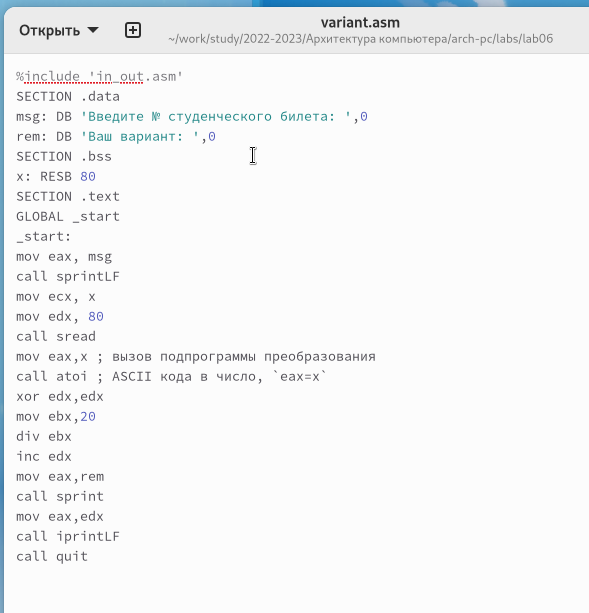 Открыть
variant.asm
~/work/study/2022-2023/Архитектура компьютера/arch-pc/labs/lab06
%include 'in_out.asm'
SECTION .data
msg: DB 'Введите № студенческого билета: ',0
rem: DB 'Ваш вариант: ',0
SECTION .bss
x: RESB 80
SECTION .text
GLOBAL _start
_start:
mov eax, msg
call sprintLF
mov ecx, x
mov edx, 80
call sread
mov eax,x ; вызов подпрограммы преобразования
call atoi ; ASCII кода в число, `eax=x`
xor edx,edx
mov ebx,20
div ebx
inc edx
mov eax,rem
call sprint
mov eax,edx
call iprintLF
call quit